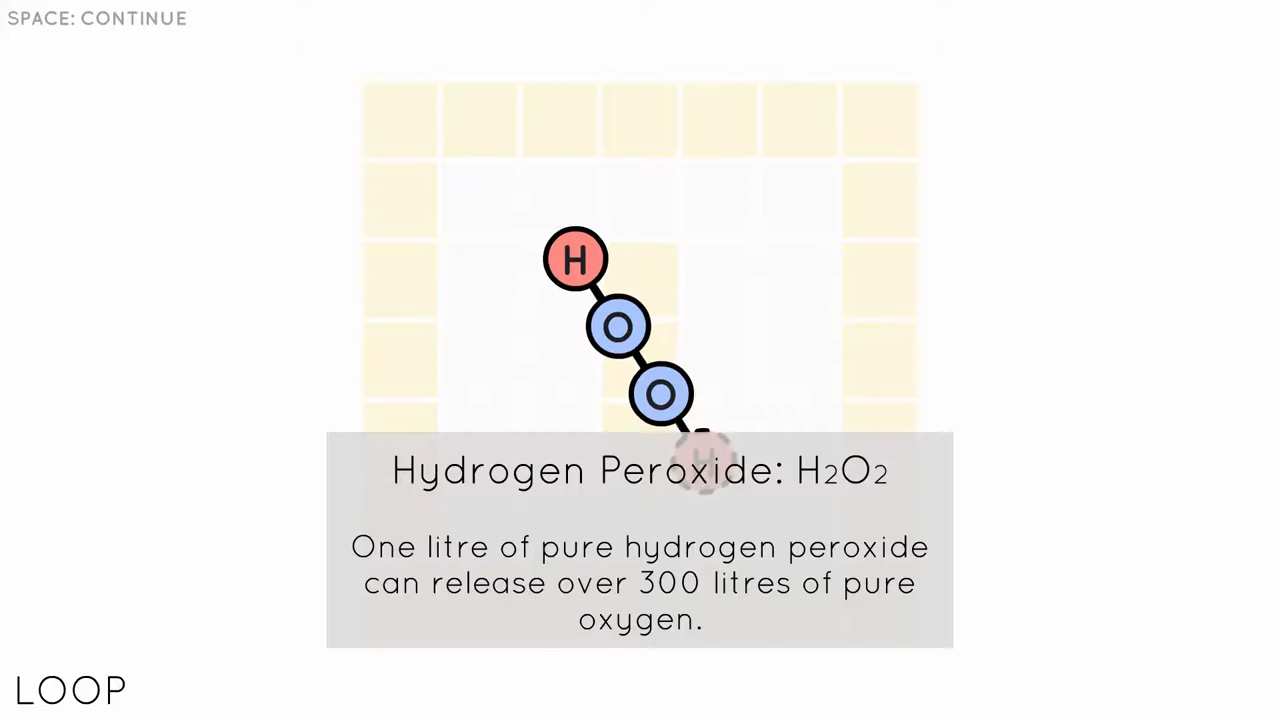 SPACE: CONTINUE
H
O
O
H
Hydrogen Peroxide: H2O2
One litre of pure hydrogen peroxide
can release over 300 litres of pure
oxygen.
LOOP